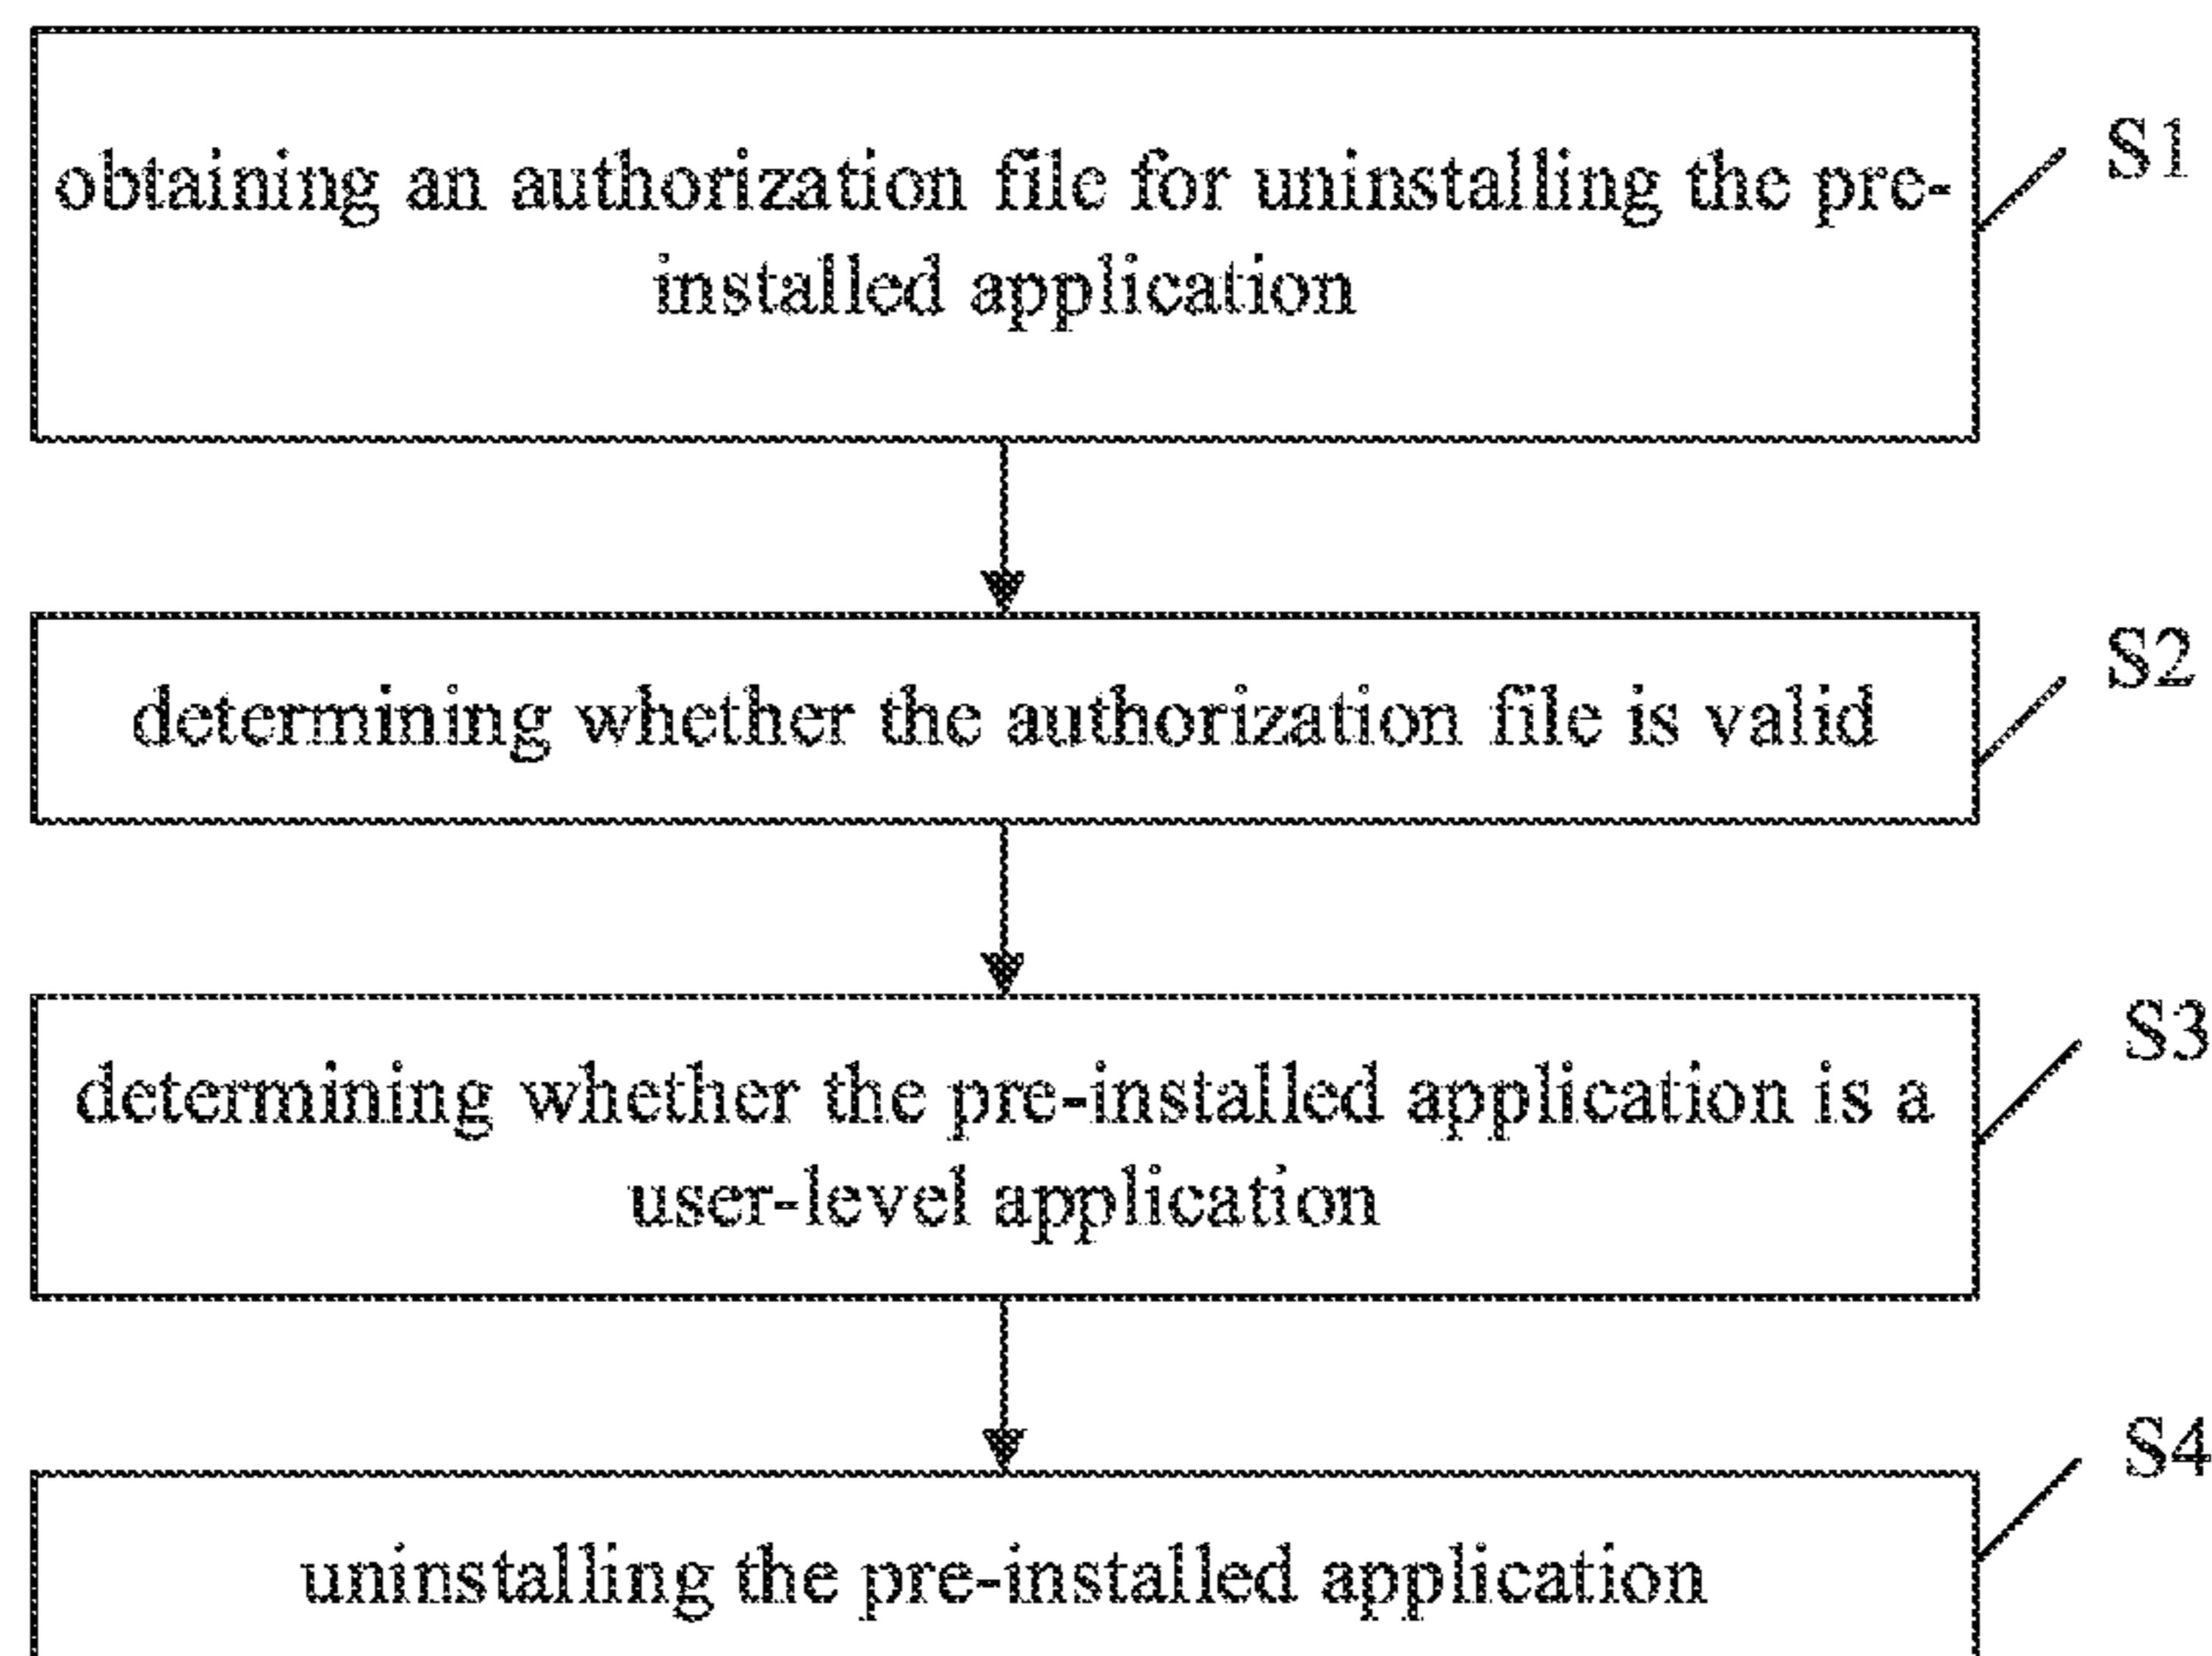 obtaining an authorization file for uninstalling the pre-
installed application
S1
determining whether the authorization file is valid
S2
determining whether the pre-installed application is a
user-level application
S3
uninstalling the pre-installed application
S4